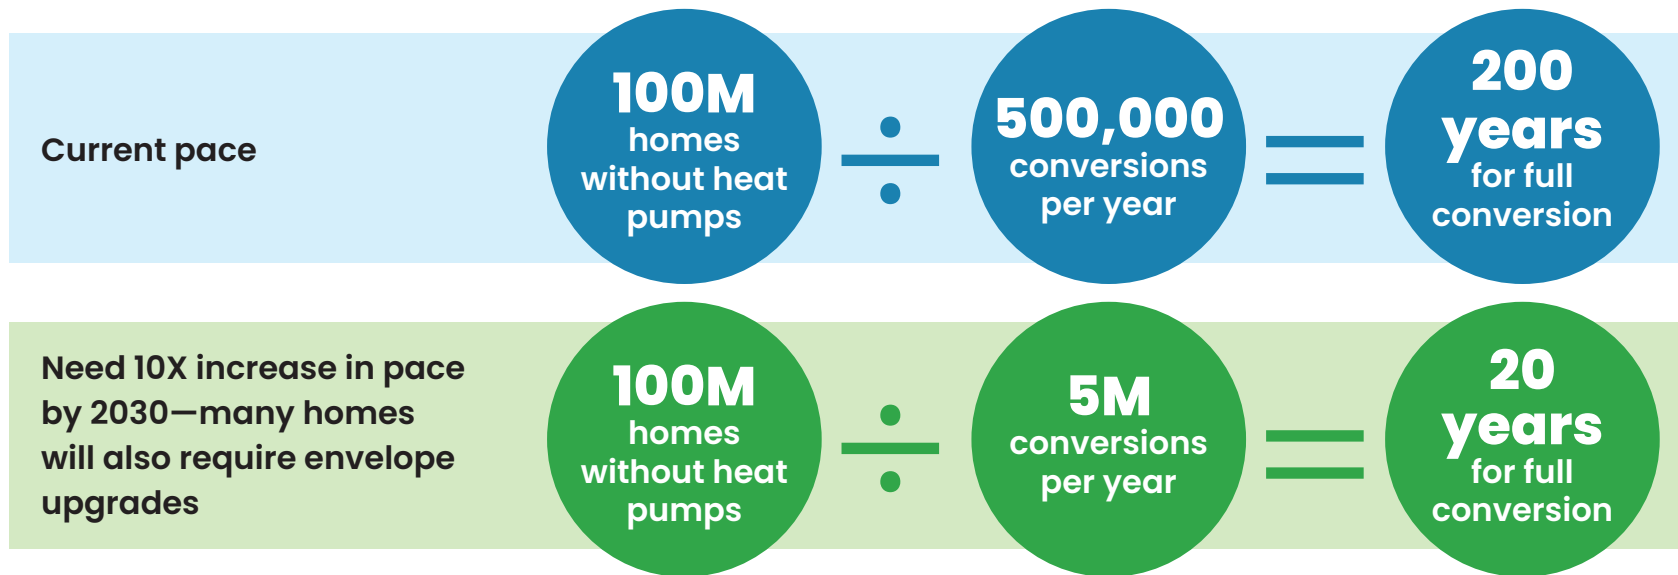 Current pace
100M
homes
without heat
pumps
÷
500,000
conversions
per year
=
200
years
for full
conversion
Need 10X increase in pace
by 2030—many homes
will also require envelope
upgrades
100M
homes
without heat
pumps
÷
5M
conversions
per year
=
20
years
for full
conversion